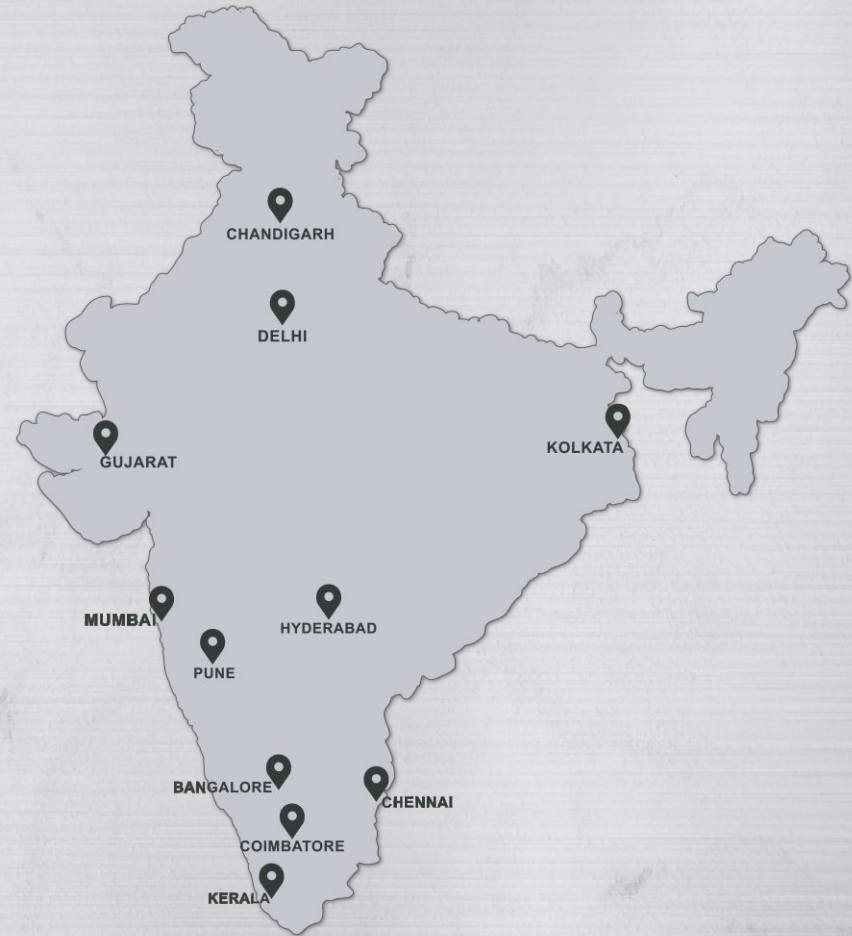 CHANDIGARH
DELHI
KOLKATA
GUJARAT
MUMBAI
HYDERABAD
PUNE
BANGALORE
CHENNAI
COIMBATORE
KERALA